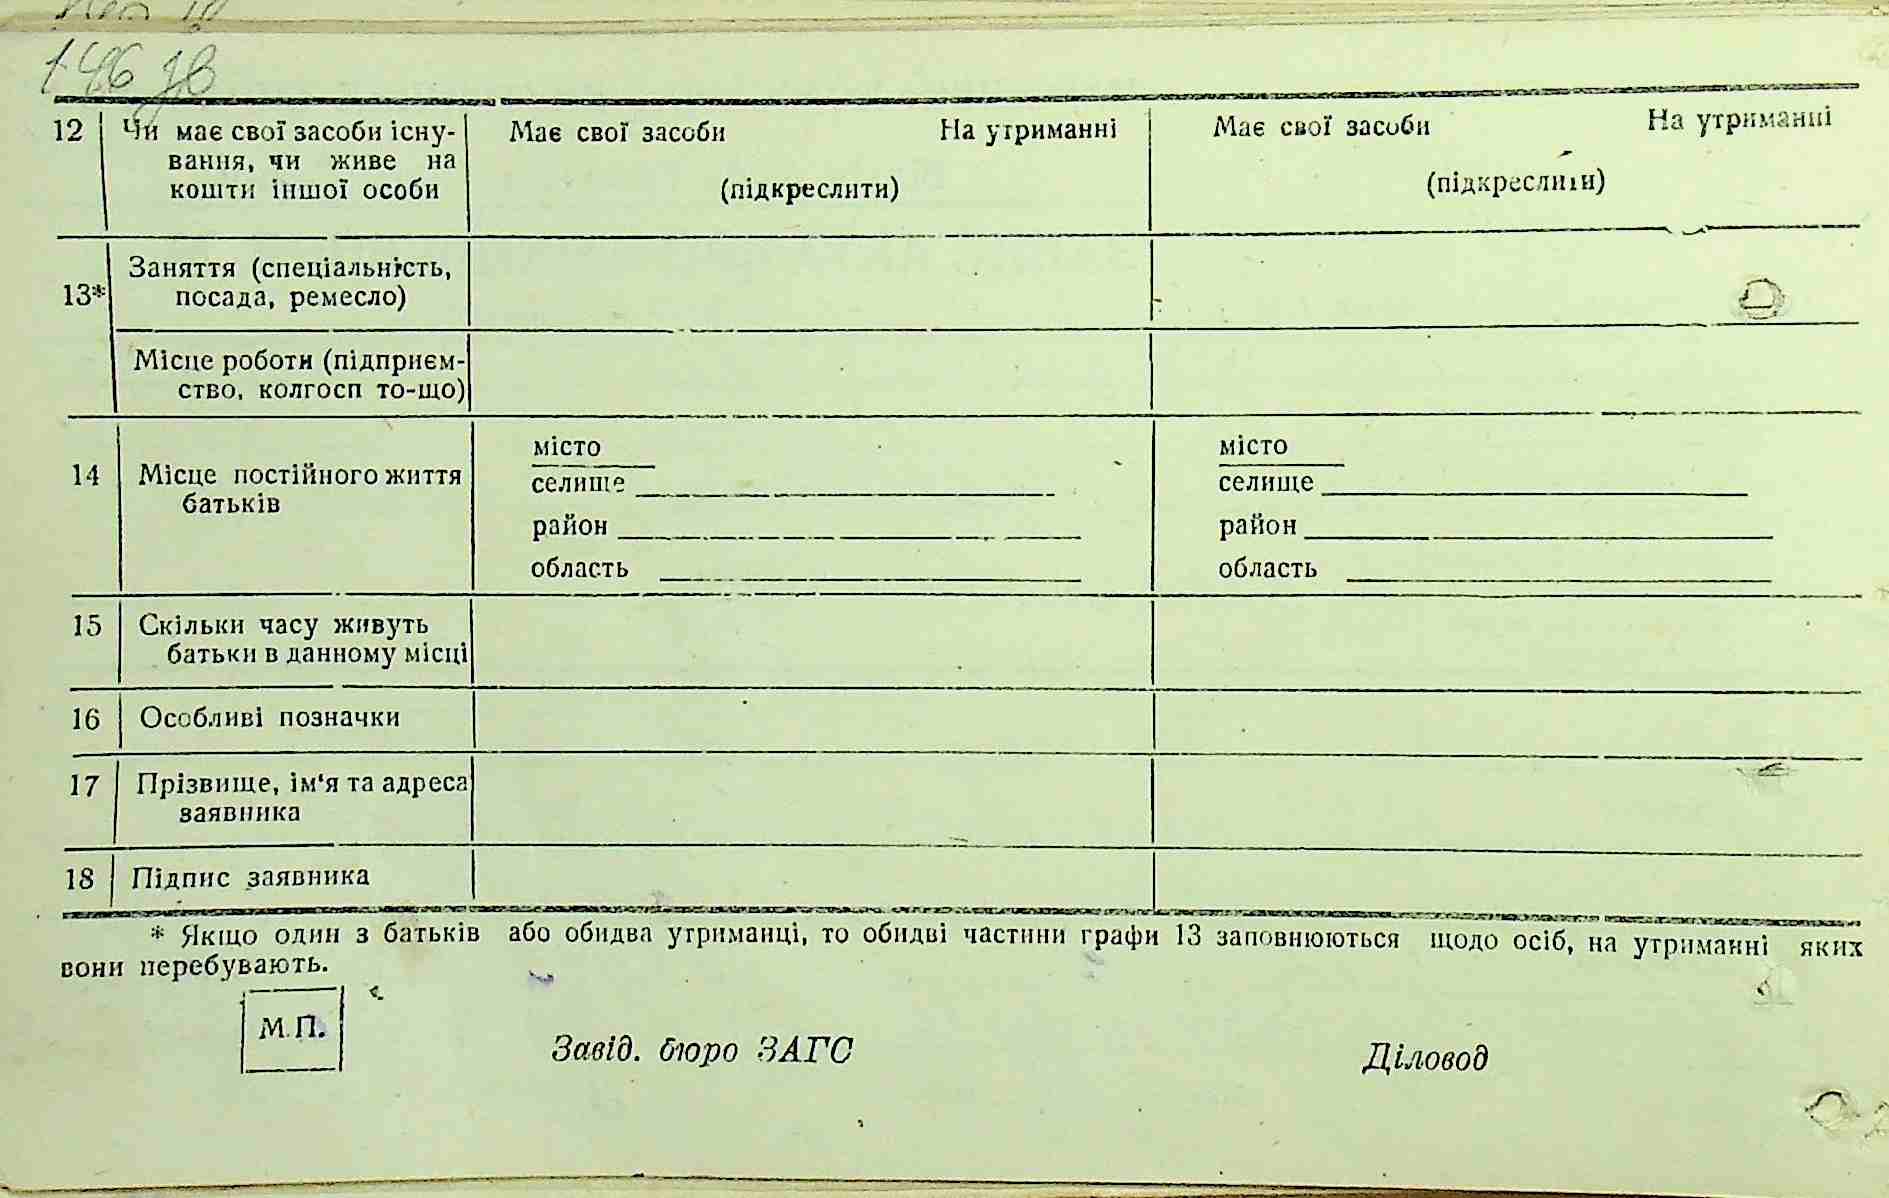 146 зв
12 Чи має свої засоби існу- Має свої засоби На утриманні Має свої засоби На утриманні
вання, чи живе на
кошти іншої особи (підкреслити) (підкреслити)
13* Заняття (спеціальність,
посада, ремесло)
Місце роботи (підприєм-
ство, колгосп то-що)
місто місто
14 Місце постійного життя селище селище
батьків
район район
область область
15 Скільки часу живуть
батьки в данному місці
16 Особливі позначки
17 Прізвище, ім‘я та адреса
заявника
18 Підпис заявника
* Якщо один з батьків або обидва утриманці, то обидві частини графи 13 заповнюються щодо осіб, на утриманні яких
вони перебувають.
М.П.
Завід. бюро ЗАГС Діловод